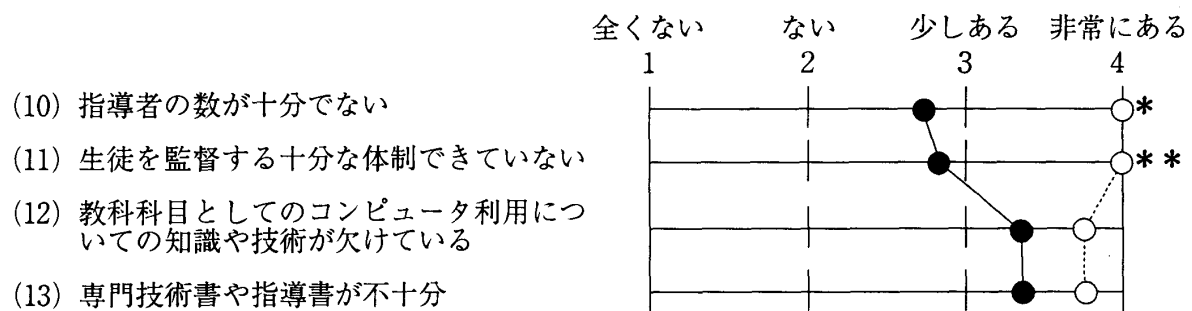 全くない ない 少しある 非常にある
1 2 3 4
(10) 指導者の数が十分でない
*
(11) 生徒を監督する十分な体制できていない
**
(12) 教科科目としてのコンピュータ利用につ
いての知識や技術が欠けている
(13) 専門技術書や指導書が不十分